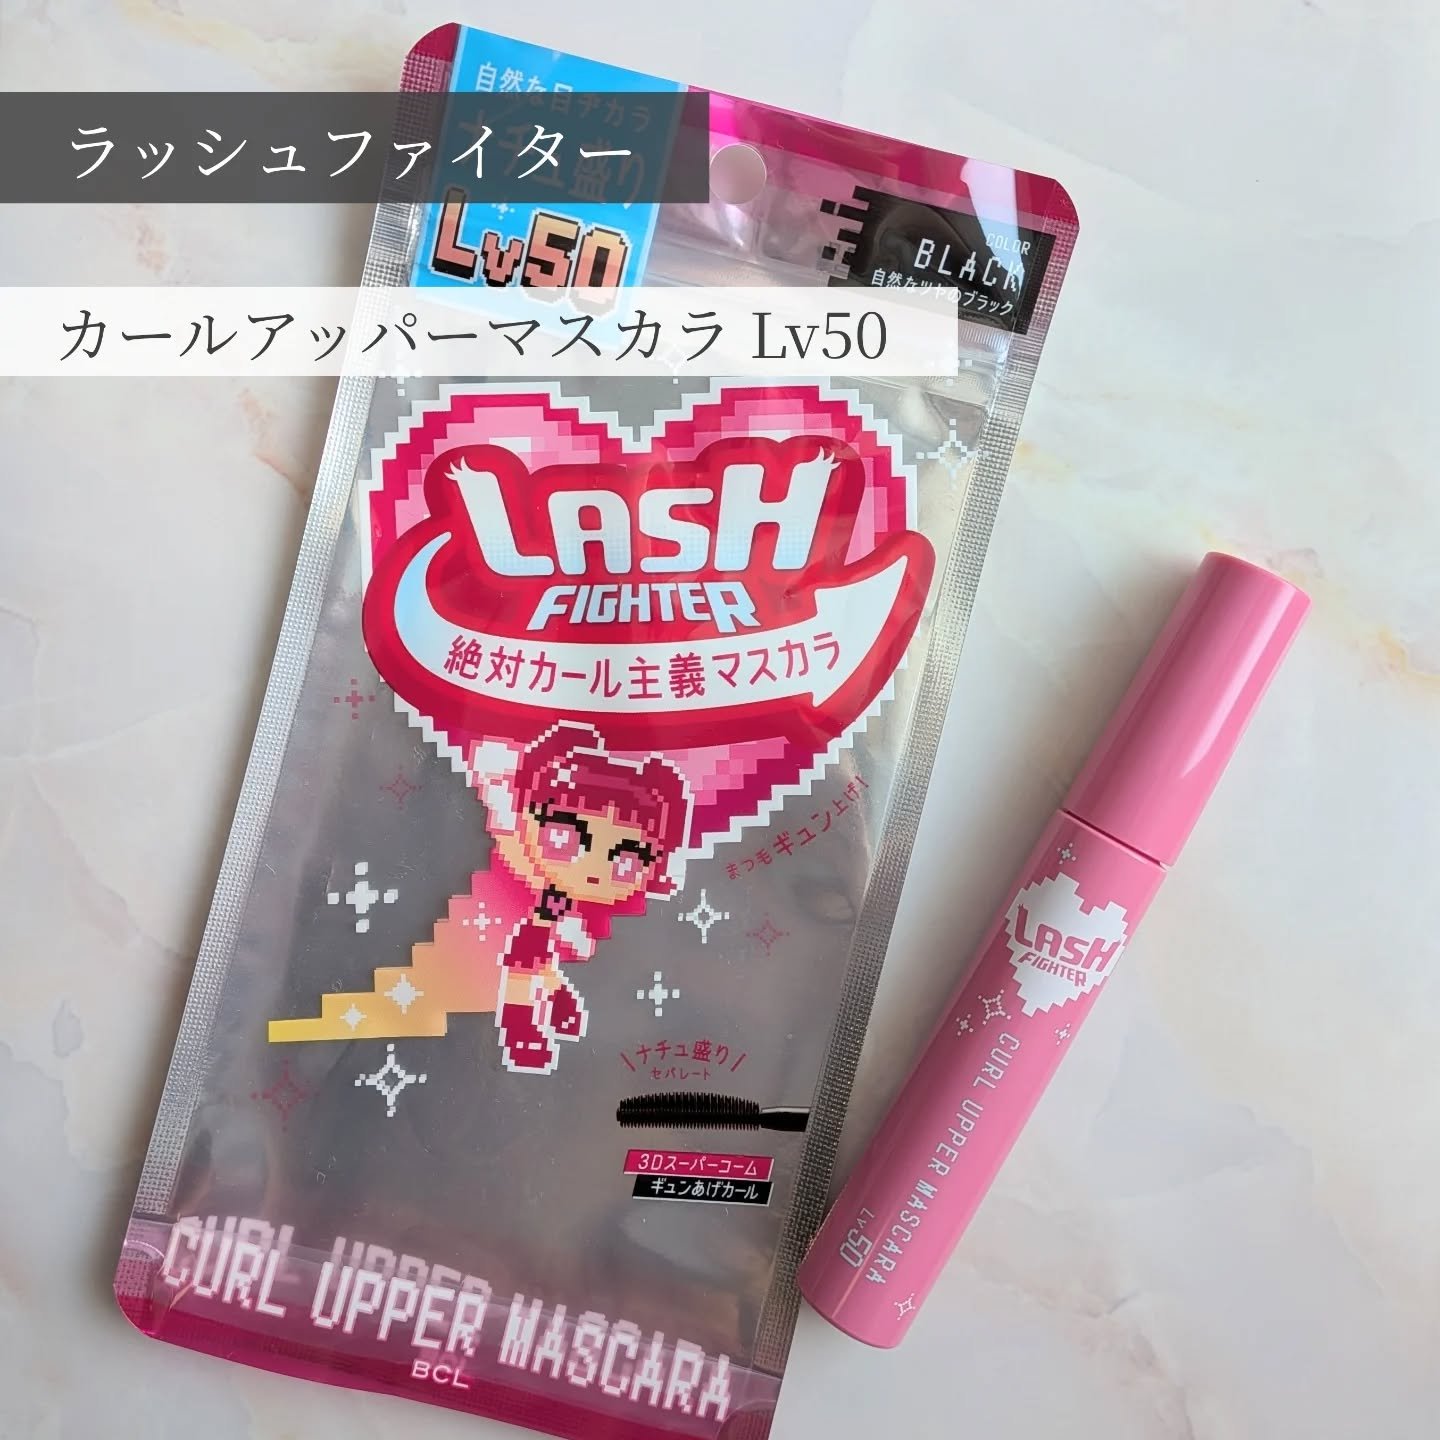 自然な目ヂカラ
ラッシュファイター
ナチュ盛り
Lv50
COLOR
BLACK
自然なツヤのブラック
カールアッパーマスカラ Lv50
LASH
FIGHTER
絶対カール主義マスカラ
まつ毛ギュン上げ!
\ナチュ盛り/
セパレート
3Dスーパーコーム
ギュンあげカール
CURL UPPER MASCARA
BCL
LASH
FIGHTER
CURL UPPER MASCARA
Lv50